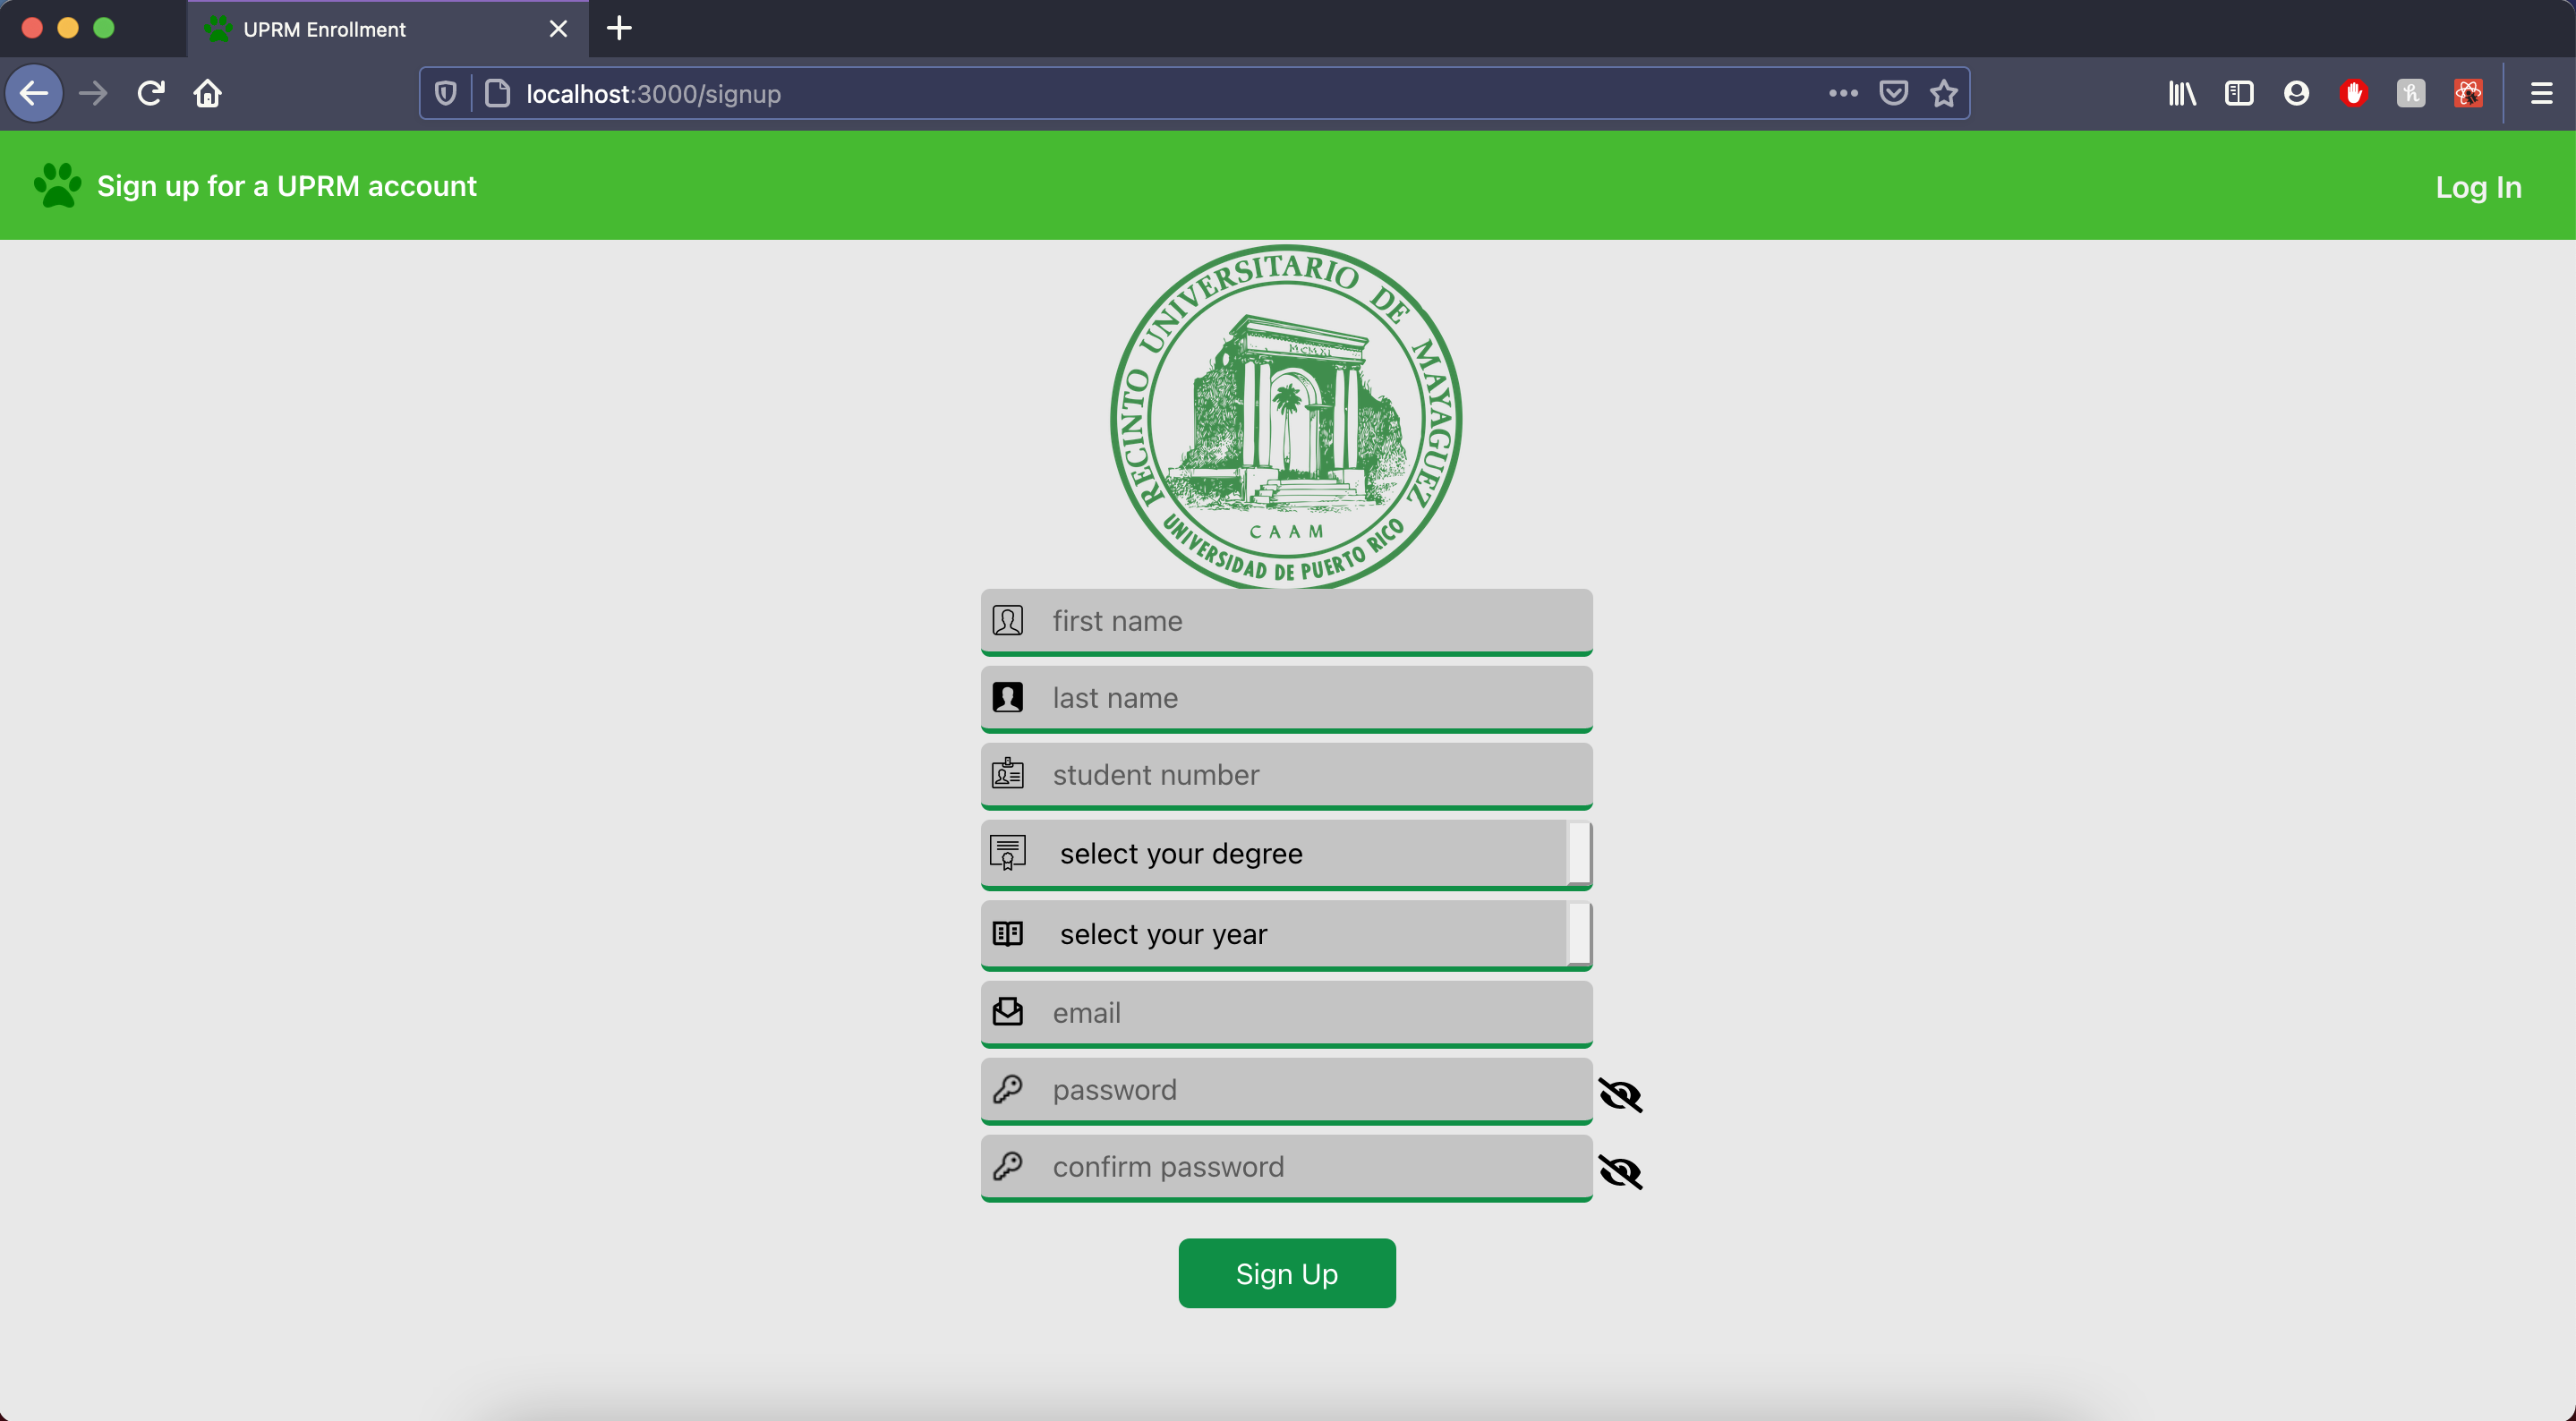 UPRM Enrollment
localhost:3000/signup
Sign up for a UPRM account
Log In
RECINTO UNIVERSITARIO DE MAYAGUEZ
MCMXI
CAAM
UNIVERSIDAD DE PUERTO RICO
first name
last name
student number
select your degree
select your year
email
password
confirm password
Sign Up